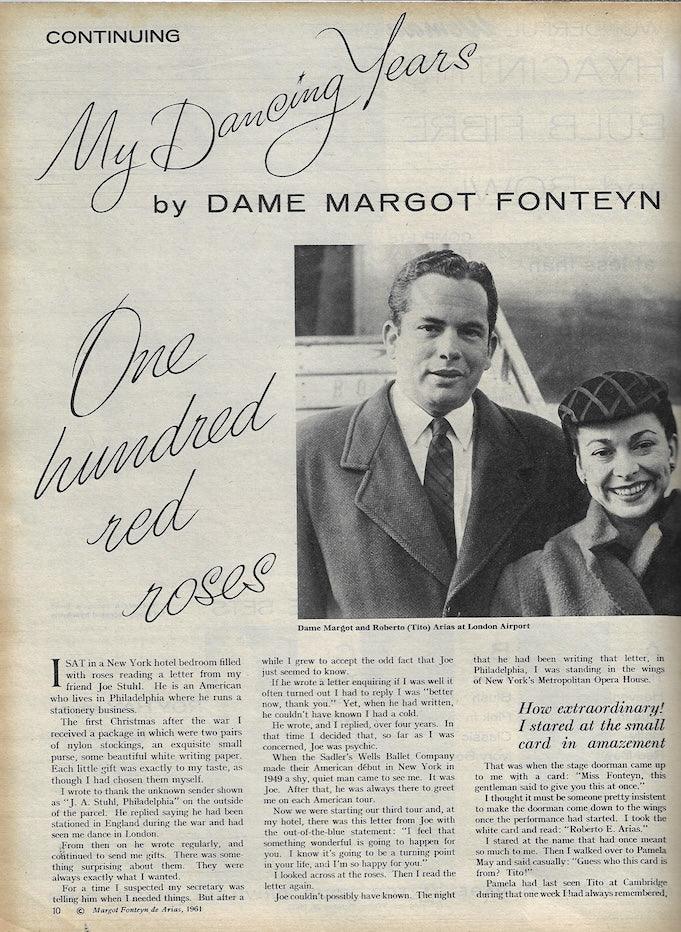 CONTINUING
My Dancing Years
by DAME MARGOT FONTEYN
One
hundred
red
roses
Dame Margot and Roberto (Tito) Arias at London Airport
I SAT in a New York hotel bedroom filled
with roses reading a letter from my
friend Joe Stuhl. He is an American
who lives in Philadelphia where he runs a
stationery business.
The first Christmas after the war I
received a package in which were two pairs
of nylon stockings, an exquisite small
purse, some beautiful white writing paper.
Each little gift was exactly to my taste, as
though I had chosen them myself.
I wrote to thank the unknown sender shown
as "J. A. Stuhl, Philadelphia" on the outside
of the parcel. He replied saying he had been
stationed in England during the war and had
seen me dance in London.
From then on he wrote regularly, and
continued to send me gifts. There was some-
thing surprising about them. They were
always exactly what I wanted.
For a time I suspected my secretary was
telling him when I needed things. But after a
while I grew to accept the odd fact that Joe
just seemed to know.
If he wrote a letter enquiring if I was well it
often turned out I had to reply I was "better
now, thank you." Yet, when he had written,
he couldn't have known I had a cold.
He wrote, and I replied, over four years. In
that time I decided that, so far as I was
concerned, Joe was psychic.
When the Sadler's Wells Ballet Company
made their American début in New York in
1949 a shy, quiet man came to see me. It was
Joe. After that, he was always there to greet
me on each American tour.
Now we were starting our third tour and, at
my hotel, there was this letter from Joe with
the out-of-the-blue statement: "I feel that
something wonderful is going to happen for
you. I know it's going to be a turning point
in your life, and I'm so happy for you."
I looked across at the roses. Then I read the
letter again.
Joe couldn't possibly have known. The night
that he had been writing that letter, in
Philadelphia, I was standing in the wings
of New York's Metropolitan Opera House.
How extraordinary!
I stared at the small
card in amazement
That was when the stage doorman came up
to me with a card: "Miss Fonteyn, this
gentleman said to give you this at once."
I thought it must be someone pretty insistent
to make the doorman come down to the wings
once the performance had started. I took the
white card and read: "Roberto E. Arias."
I stared at the name that had once meant
so much to me. Then I walked over to Pamela
May and said casually: "Guess who this card is
from? Tito!"
Pamela had last seen Tito at Cambridge
during that one week I had always remembered,
10 © Margot Fonteyn de Arias, 1961